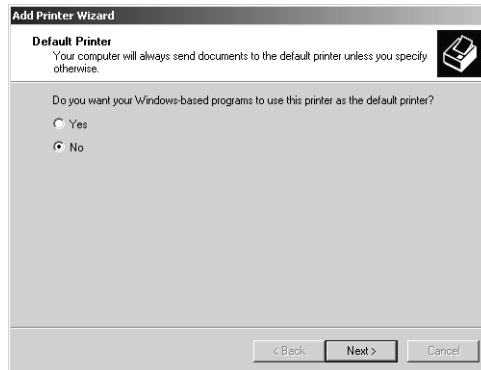 Add Printer Wizard
Default Printer
Your computer will always send documents to the default printer unless you specify
otherwise.
Do you want your Windows-based programs to use this printer as the default printer?
Yes
No
< Back
Next >
Cancel